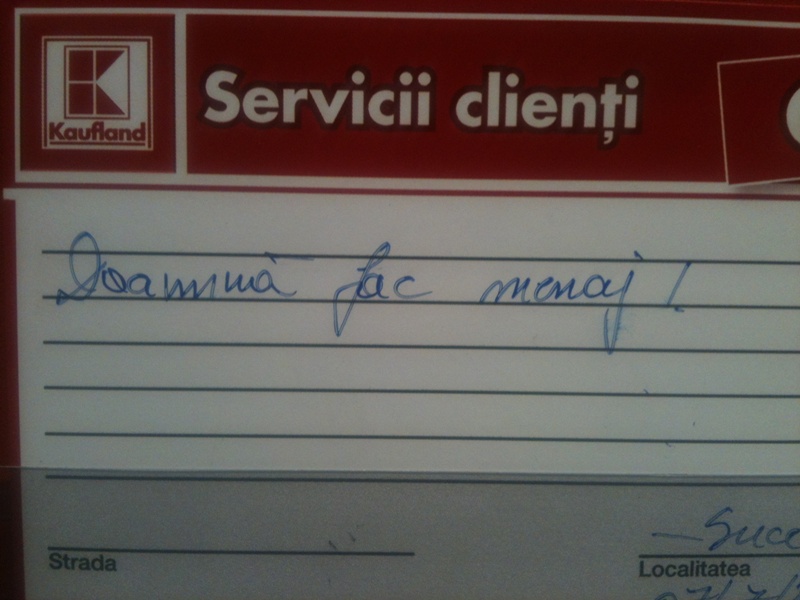 Kaufland
Servicii clienți
Doamnă fac menaj!
Strada
Localitatea